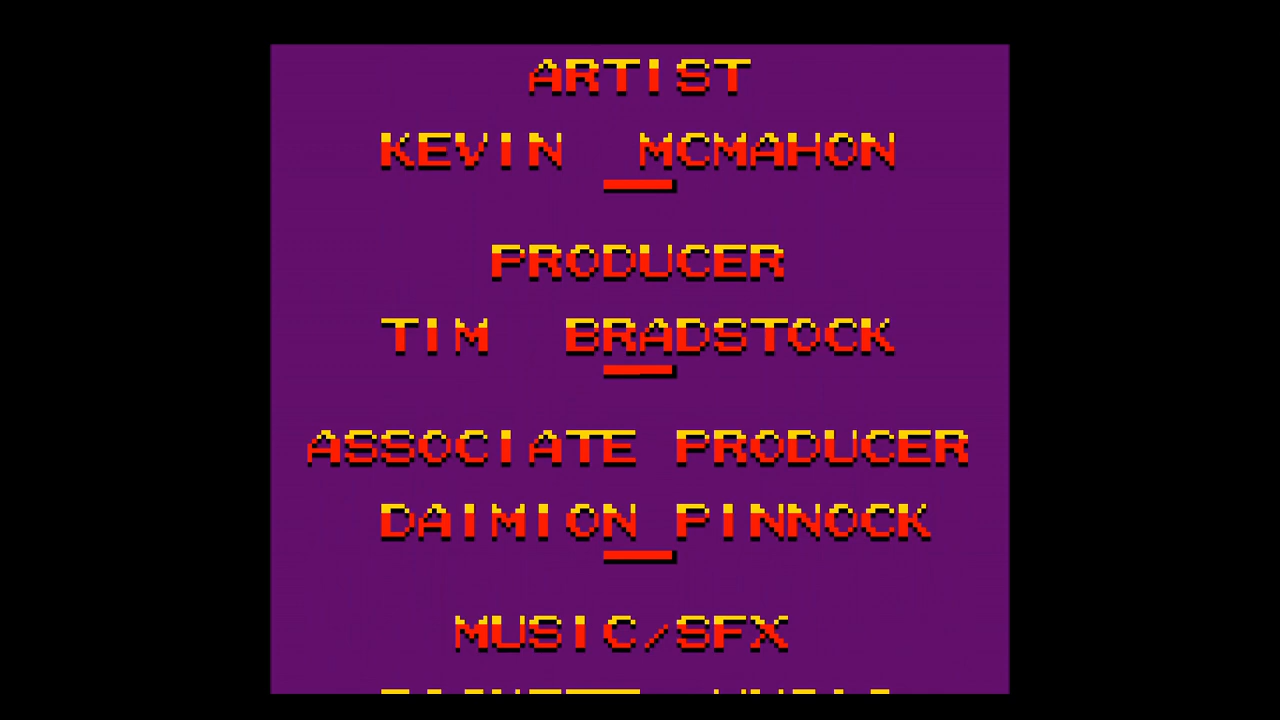 ARTIST
KEVIN MCMAHON
PRODUCER
TIM BRADSTOCK
ASSOCIATE PRODUCER
DAIMION PINNOCK
MUSIC/SFX